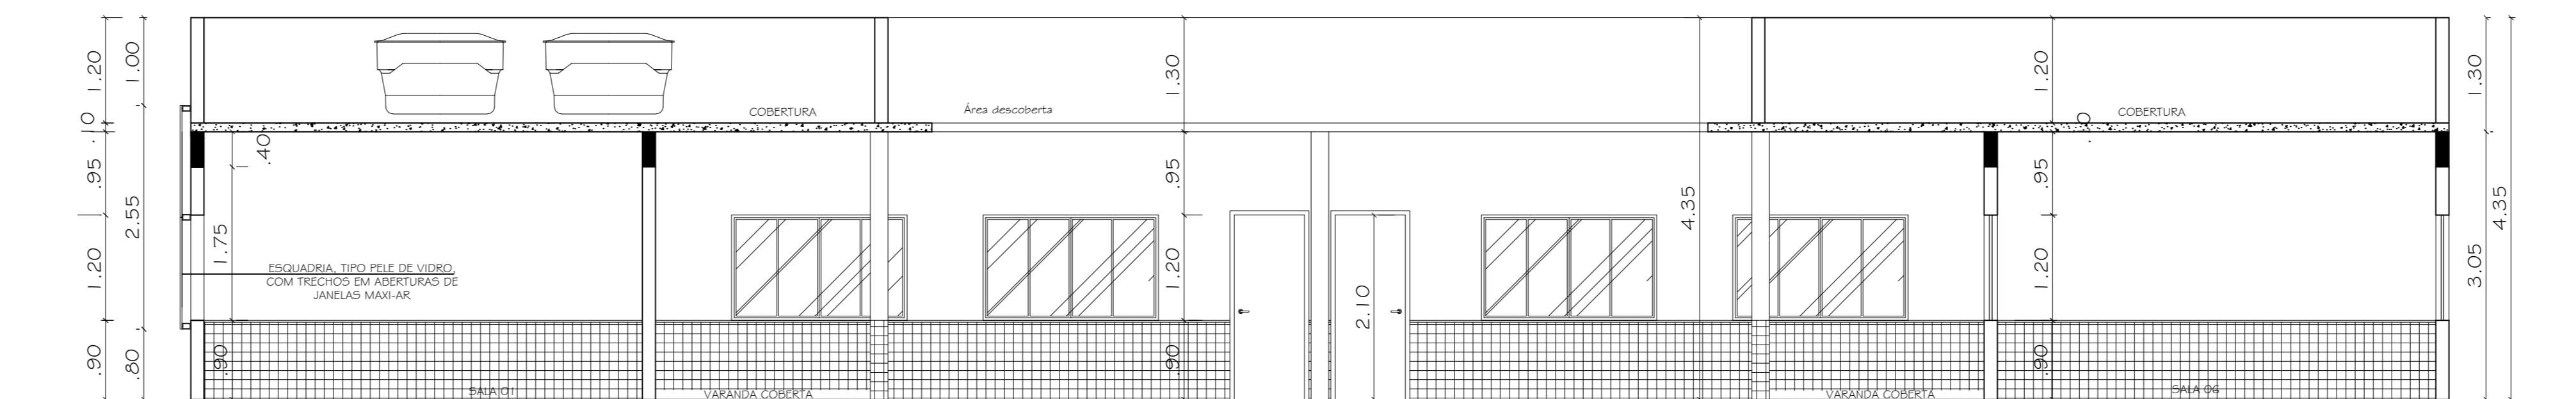 1.20
1.00
.10
.95
2.55
1.20
.90
.80
.40
1.75
.90
ESQUADRIA, TIPO PELE DE VIDRO,
COM TRECHOS EM ABERTURAS DE
JANELAS MAXI-AR
SALA 01
COBERTURA
VARANDA COBERTA
Área descoberta
1.30
.95
1.20
.90
2.10
4.35
1.20
.95
1.20
.90
COBERTURA
VARANDA COBERTA
SALA 06
1.30
3.05
4.35